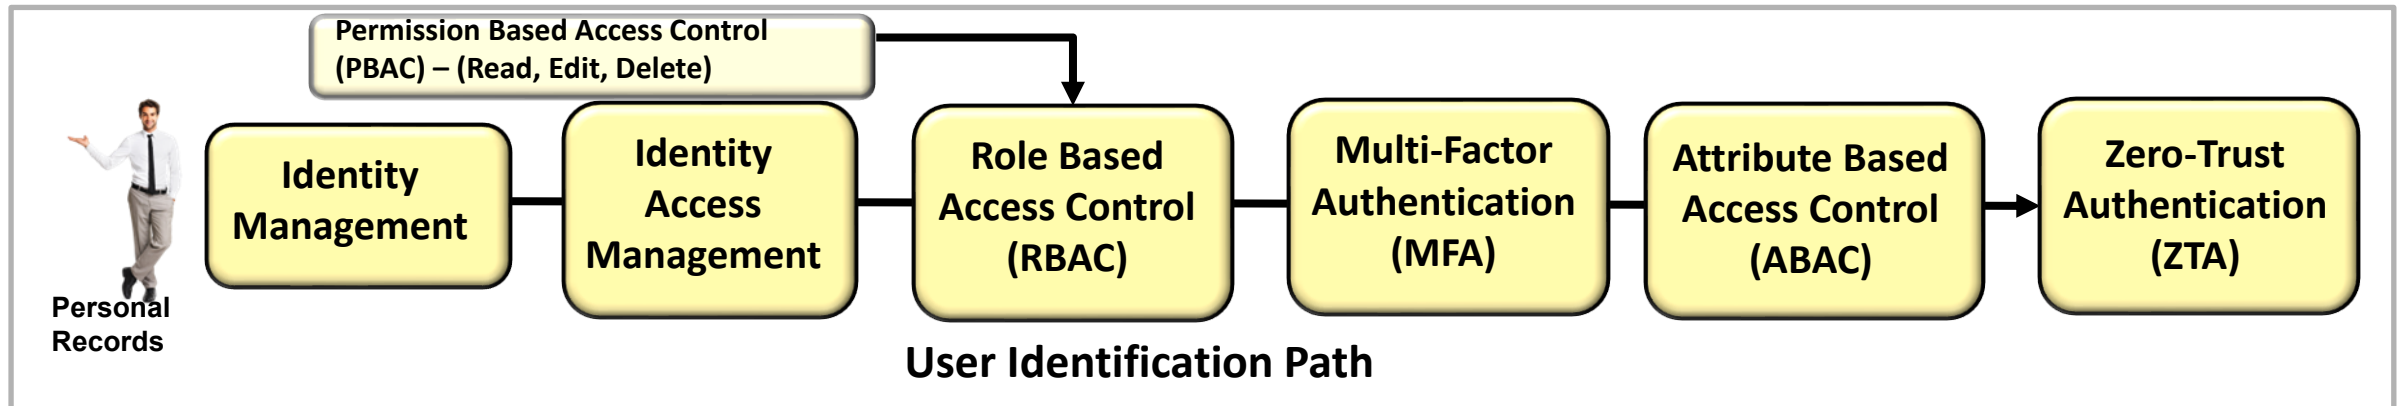 Permission Based Access Control
(PBAC) – (Read, Edit, Delete)
Personal
Records
Identity
Management
Identity
Access
Management
Role Based
Access Control
(RBAC)
Multi-Factor
Authentication
(MFA)
Attribute Based
Access Control
(ABAC)
Zero-Trust
Authentication
(ZTA)
User Identification Path